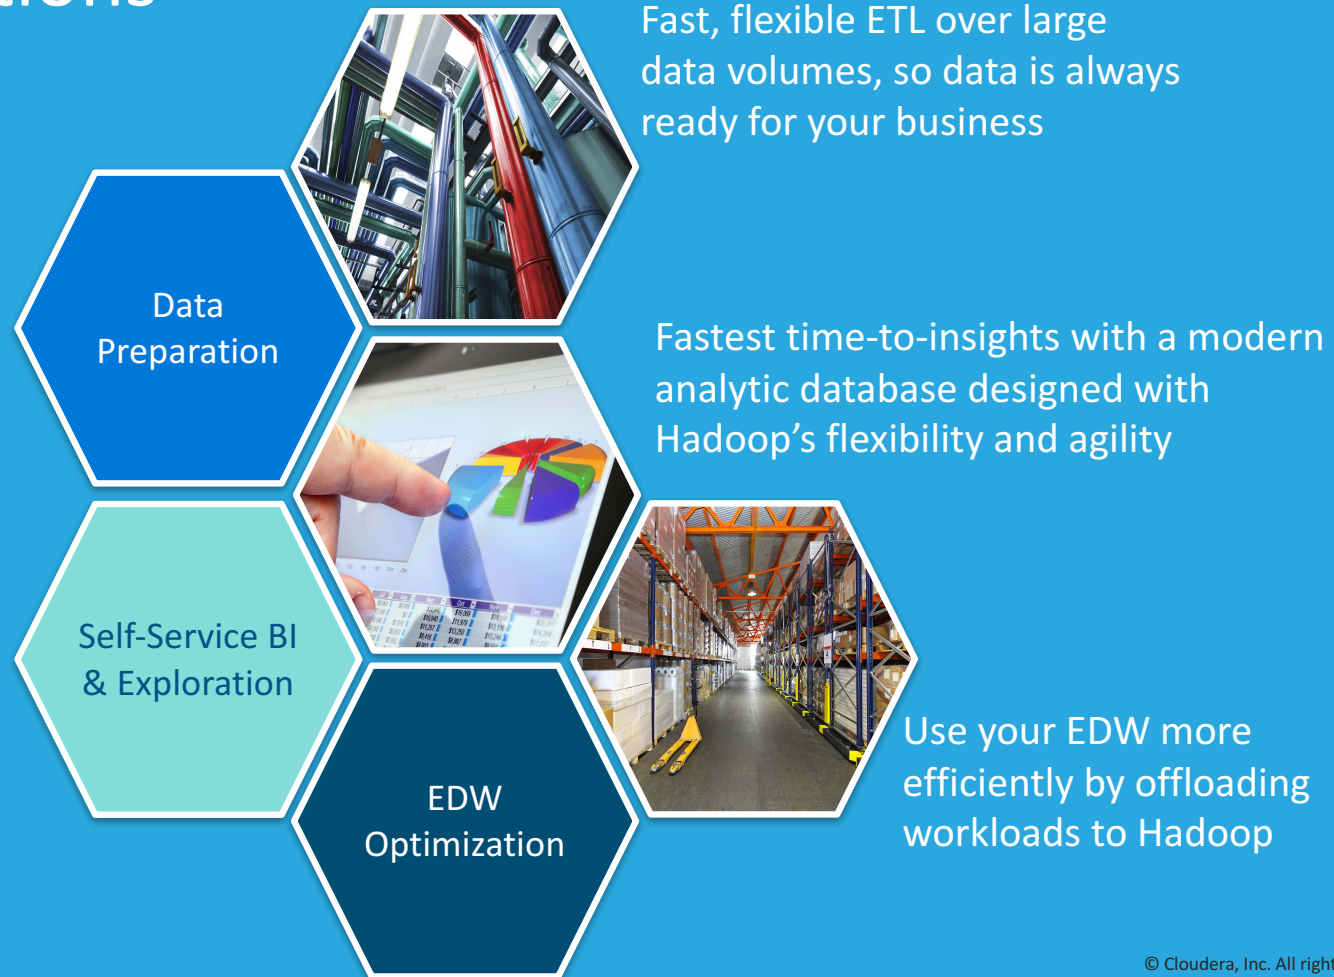 Fast, flexible ETL over large
data volumes, so data is always
ready for your business
Data
Preparation
Fastest time-to-insights with a modern
analytic database designed with
Hadoop’s flexibility and agility
Self-Service BI
& Exploration
EDW
Optimization
Use your EDW more
efficiently by offloading
workloads to Hadoop
© Cloudera, Inc. All right